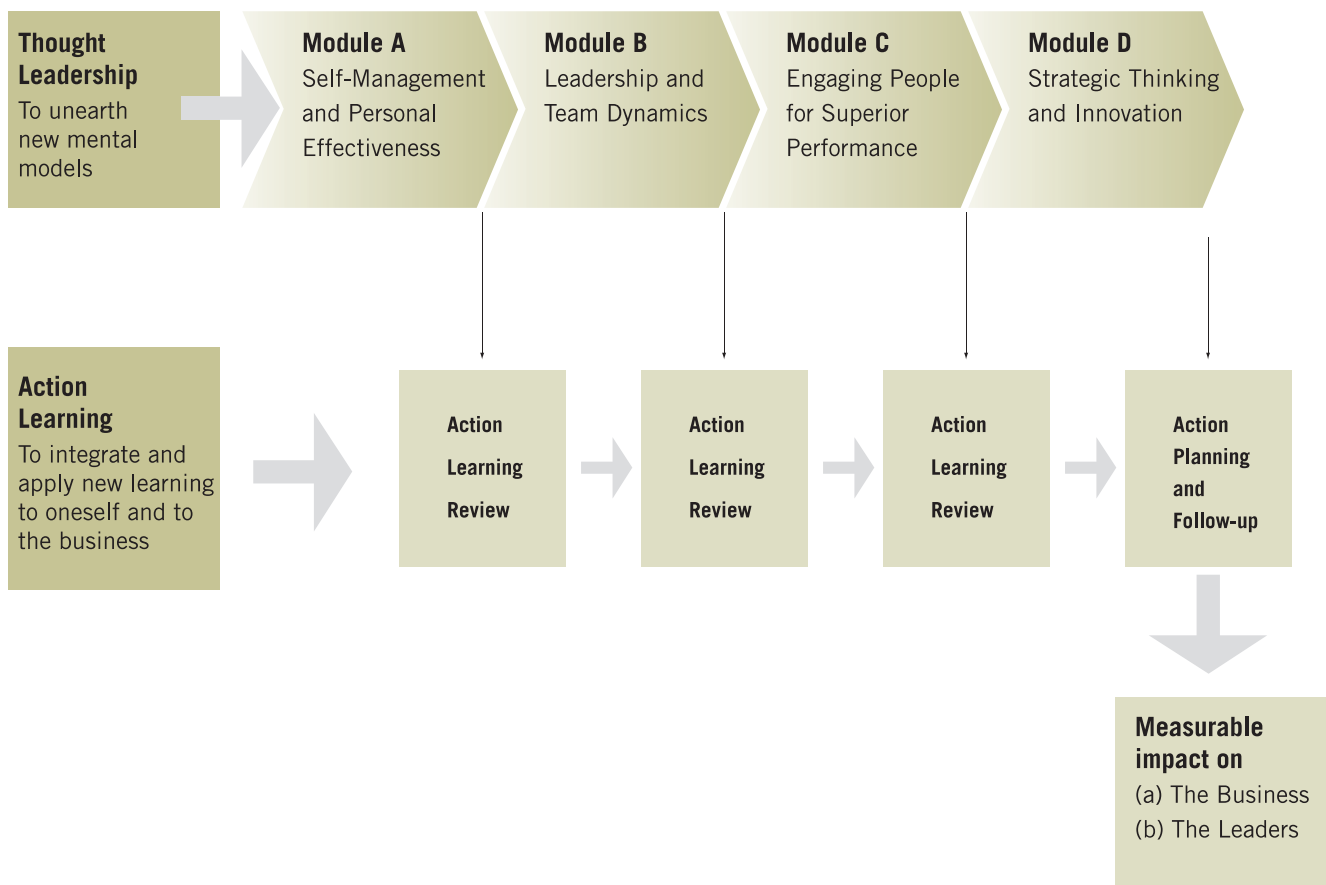 Thought
Leadership
To unearth
new mental
models
Module A
Self-Management
and Personal
Effectiveness
Module B
Leadership and
Team Dynamics
Module C
Engaging People
for Superior
Performance
Module D
Strategic Thinking
and Innovation
Action
Learning
To integrate and
apply new learning
to oneself and to
the business
Action
Learning
Review
Action
Learning
Review
Action
Learning
Review
Action
Planning
and
Follow-up
Measurable
impact on
(a) The Business
(b) The Leaders